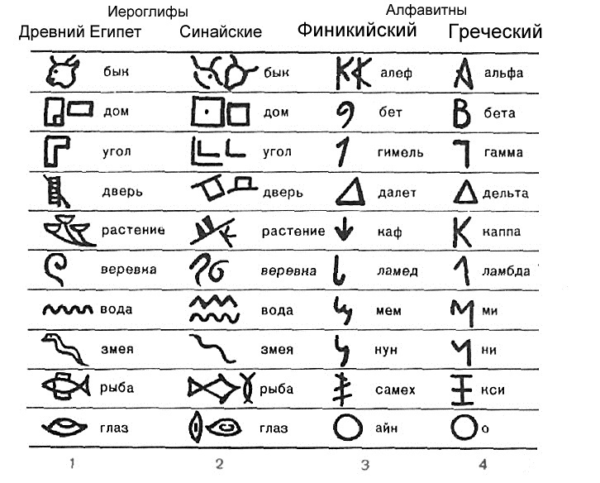 Иероглифы Алфавитны
Древний Египет Синайские Финикийский Греческий
бык бык алеф альфа
дом дом бет бета
угол угол гимель гамма
дверь дверь далет дельта
растение растение каф каппа
веревка веревка ламед ламбда
вода вода мем ми
змея змея нун ни
рыба рыба самех кси
глаз глаз айн о
1 2 3 4